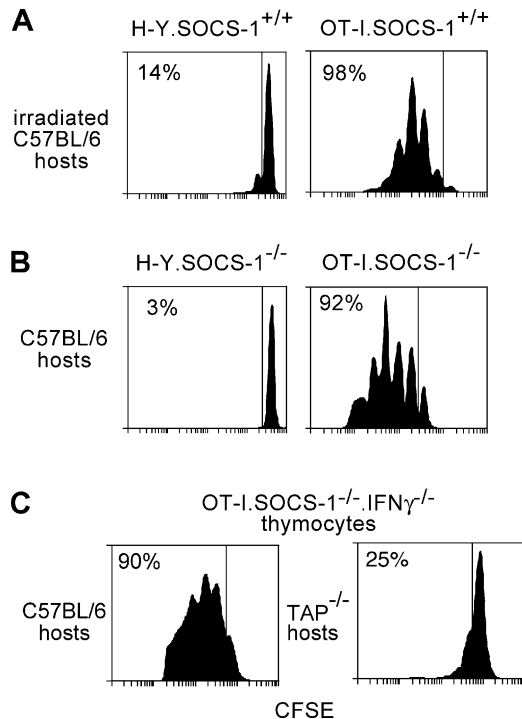 A
H-Y.SOCS-1+/+
OT-I.SOCS-1+/+
14%
98%
irradiated
C57BL/6
hosts
B
H-Y.SOCS-1-/-
OT-I.SOCS-1-/-
3%
92%
C57BL/6
hosts
C
OT-I.SOCS-1-/-.IFNγ-/-
thymocytes
90%
25%
C57BL/6
hosts
TAP-/-
hosts
CFSE